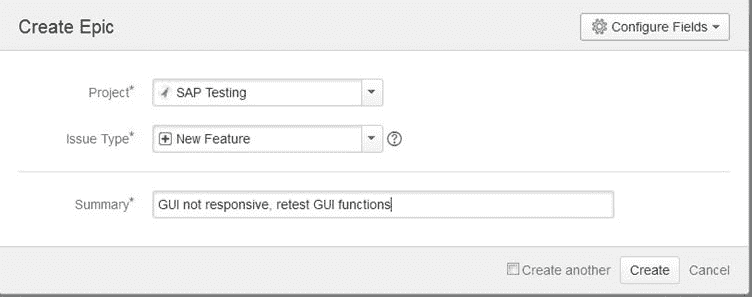 Create Epic
Configure Fields
Project* SAP Testing
Issue Type* New Feature
Summary* GUI not responsive, retest GUI functions
Create another Create Cancel